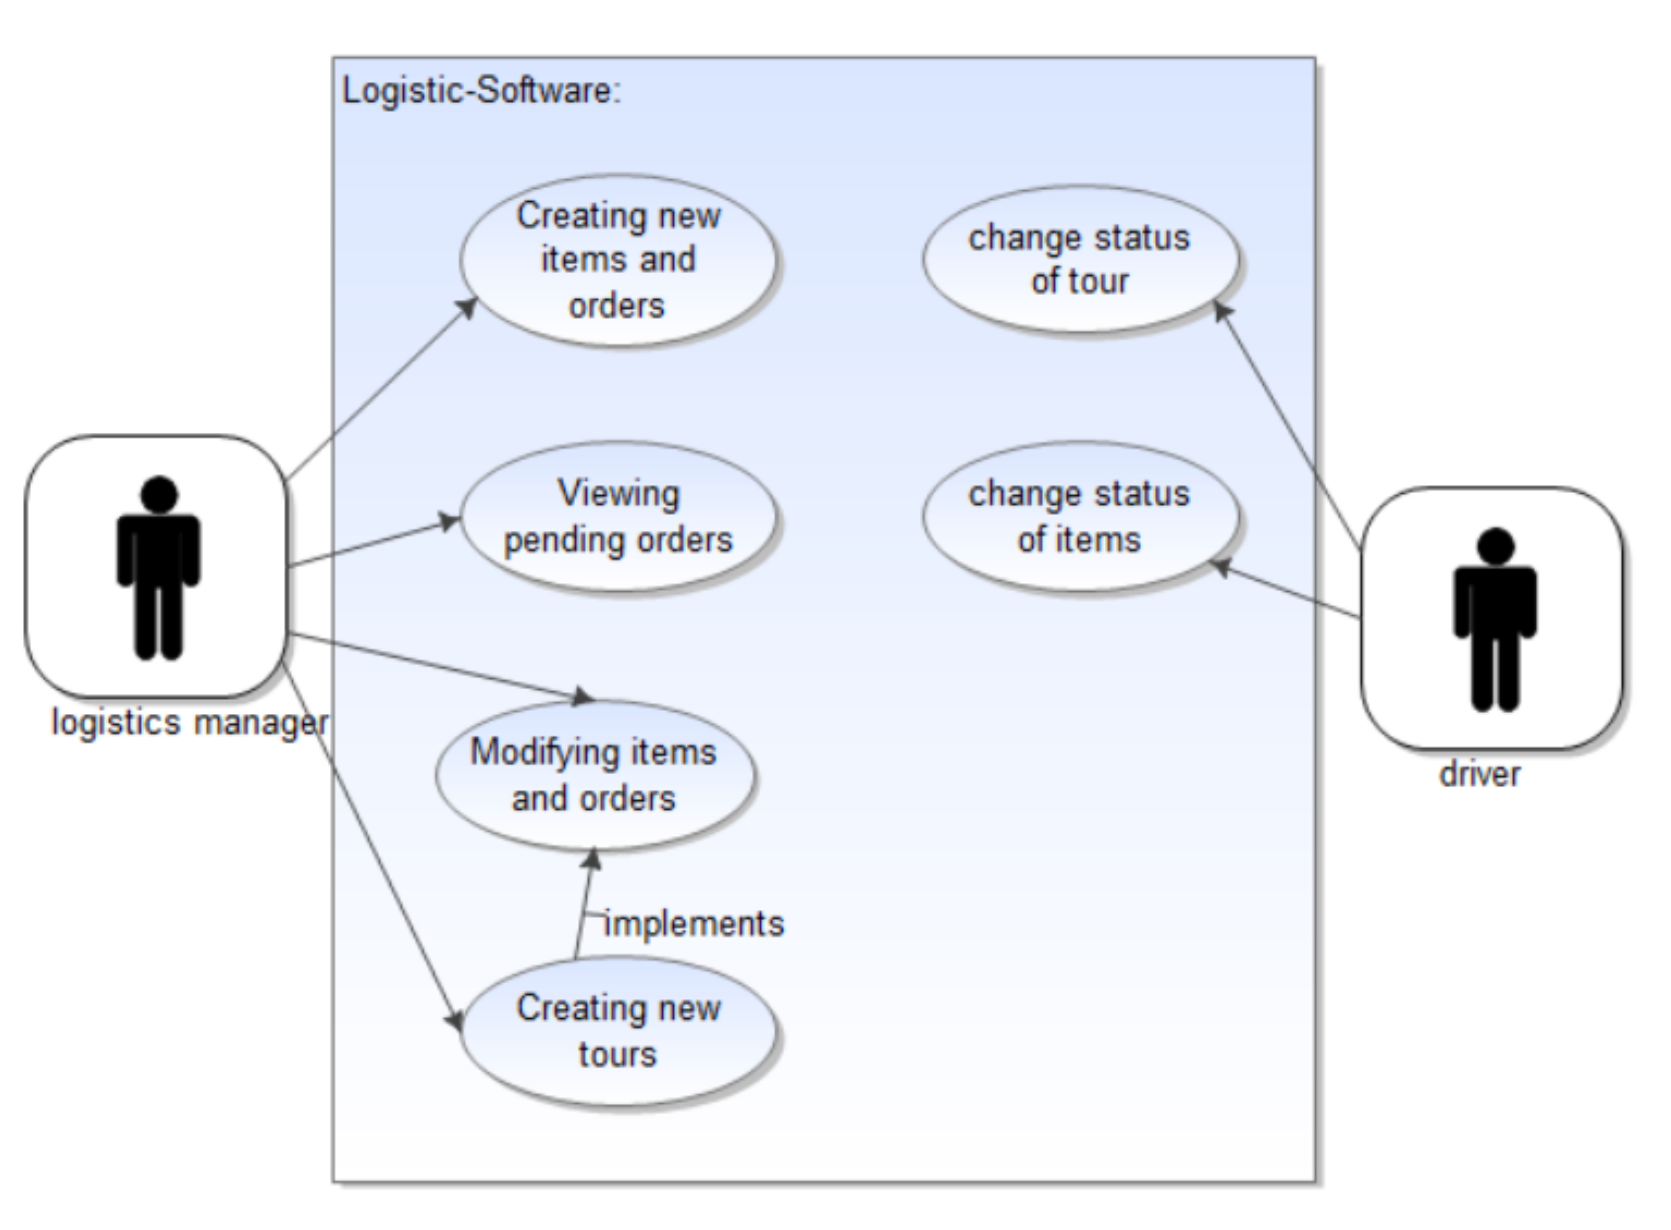 Logistic-Software:
Creating new
items and
orders
change status
of tour
Viewing
pending orders
change status
of items
logistics manager
Modifying items
and orders
driver
implements
Creating new
tours